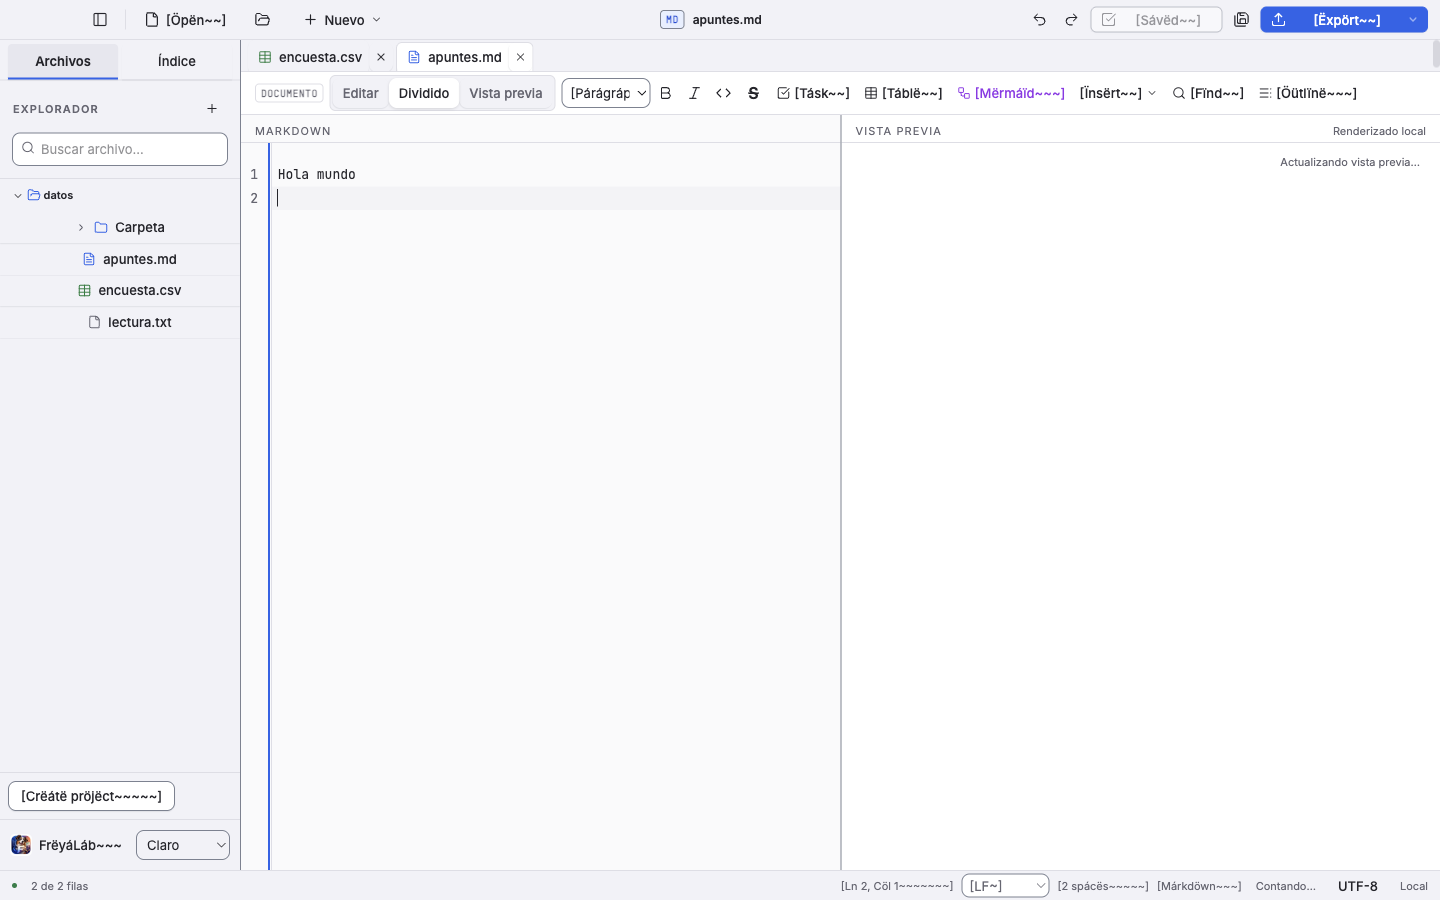 [Öpën~~]
Nuevo
MD apuntes.md
[Sávëd~~]
[Ëxpört~~]
Archivos
Índice
encuesta.csv
apuntes.md
EXPLORADOR
Buscar archivo...
datos
Carpeta
apuntes.md
encuesta.csv
lectura.txt
DOCUMENTO
Editar
Dividido
Vista previa
[Párágráp
B
I
S
[Täsk~~]
[Táblë~~]
[Mërmáïd~~~]
[Ïnsërt~~]
[Fïnd~~]
[Öütlïnë~~~]
MARKDOWN
1 Hola mundo
2
VISTA PREVIA
Renderizado local
Actualizando vista previa...
[Crëátë pröjëct~~~~~]
FrëyáLáb~~~
Claro
2 de 2 filas
[Ln 2, Cöl 1~~~~~~~]
[LF~]
[2 spácës~~~~~]
[Márkdöwn~~~]
Contando...
UTF-8
Local